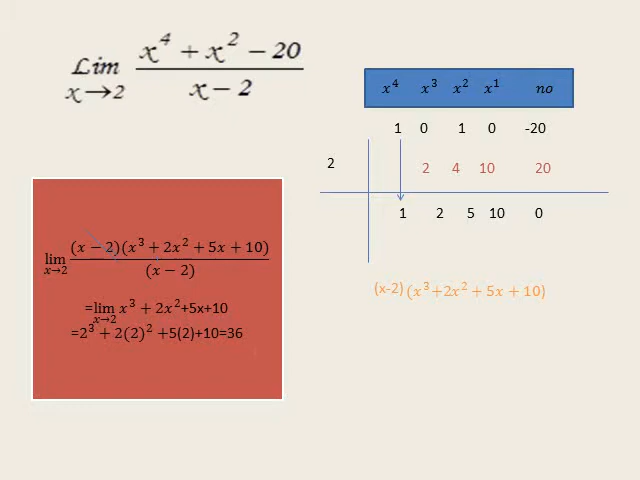 Lim x→2 (x⁴ + x² − 20)/(x − 2)
x⁴ x³ x² x¹ no
1 0 1 0 -20
2
2 4 10 20
1 2 5 10 0
(x-2) (x³+2x² + 5x + 10)
lim x→2 (x − 2)(x³ + 2x² + 5x + 10)/(x − 2)
=lim x→2 x³ + 2x²+5x+10
=2³ + 2(2)² +5(2)+10=36